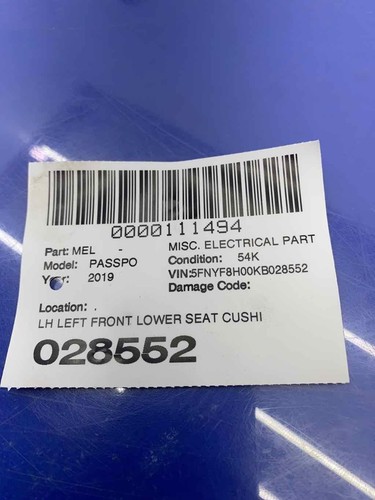 0000111494
Part: MEL - MISC. ELECTRICAL PART
Model: PASSPO Condition: 54K
Year: 2019 VIN:5FNYF8H00KB028552
Damage Code:
Location: .
LH LEFT FRONT LOWER SEAT CUSHI
028552